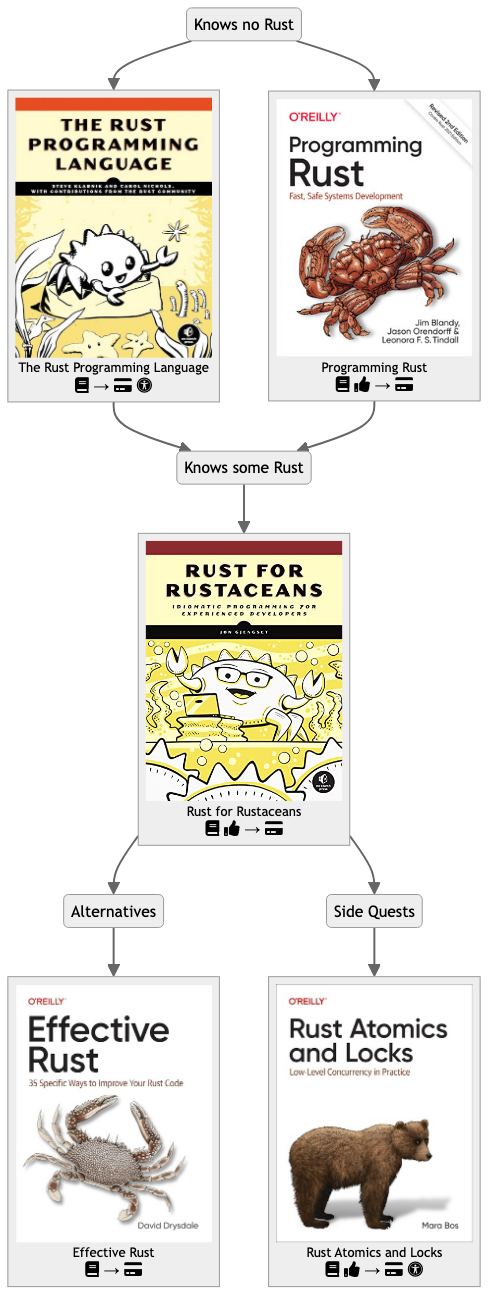 Knows no Rust
THE RUST
PROGRAMMING
LANGUAGE
STEVE KLABNIK AND CAROL NICHOLS,
WITH CONTRIBUTIONS FROM THE RUST COMMUNITY
The Rust Programming Language
→
Revised 2nd Edition
O'REILLY®
Programming
Rust
Fast, Safe Systems Development
Jim Blandy,
Jason Orendorff &
Leonora F. S. Tindall
Programming Rust
→
Knows some Rust
RUST FOR
RUSTACEANS
IDIOMATIC PROGRAMMING FOR
EXPERIENCED DEVELOPERS
JON GJENGSET
Rust for Rustaceans
→
Alternatives
Side Quests
O'REILLY®
Effective
Rust
35 Specific Ways to Improve Your Rust Code
David Drysdale
Effective Rust
→
O'REILLY®
Rust Atomics
and Locks
Low-Level Concurrency in Practice
Mara Bos
Rust Atomics and Locks
→